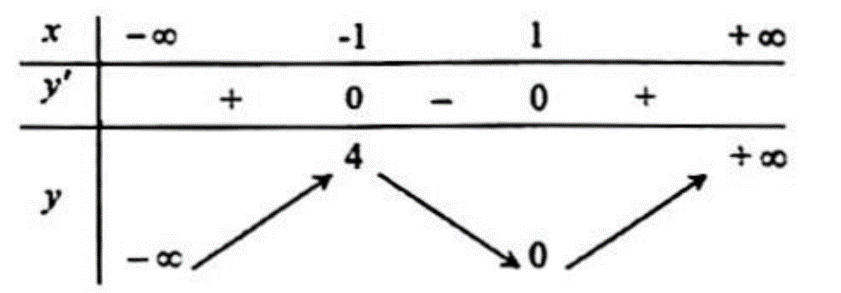 x -∞ -1 1 +∞
y' + 0 - 0 +
4 +∞
y
-∞ 0